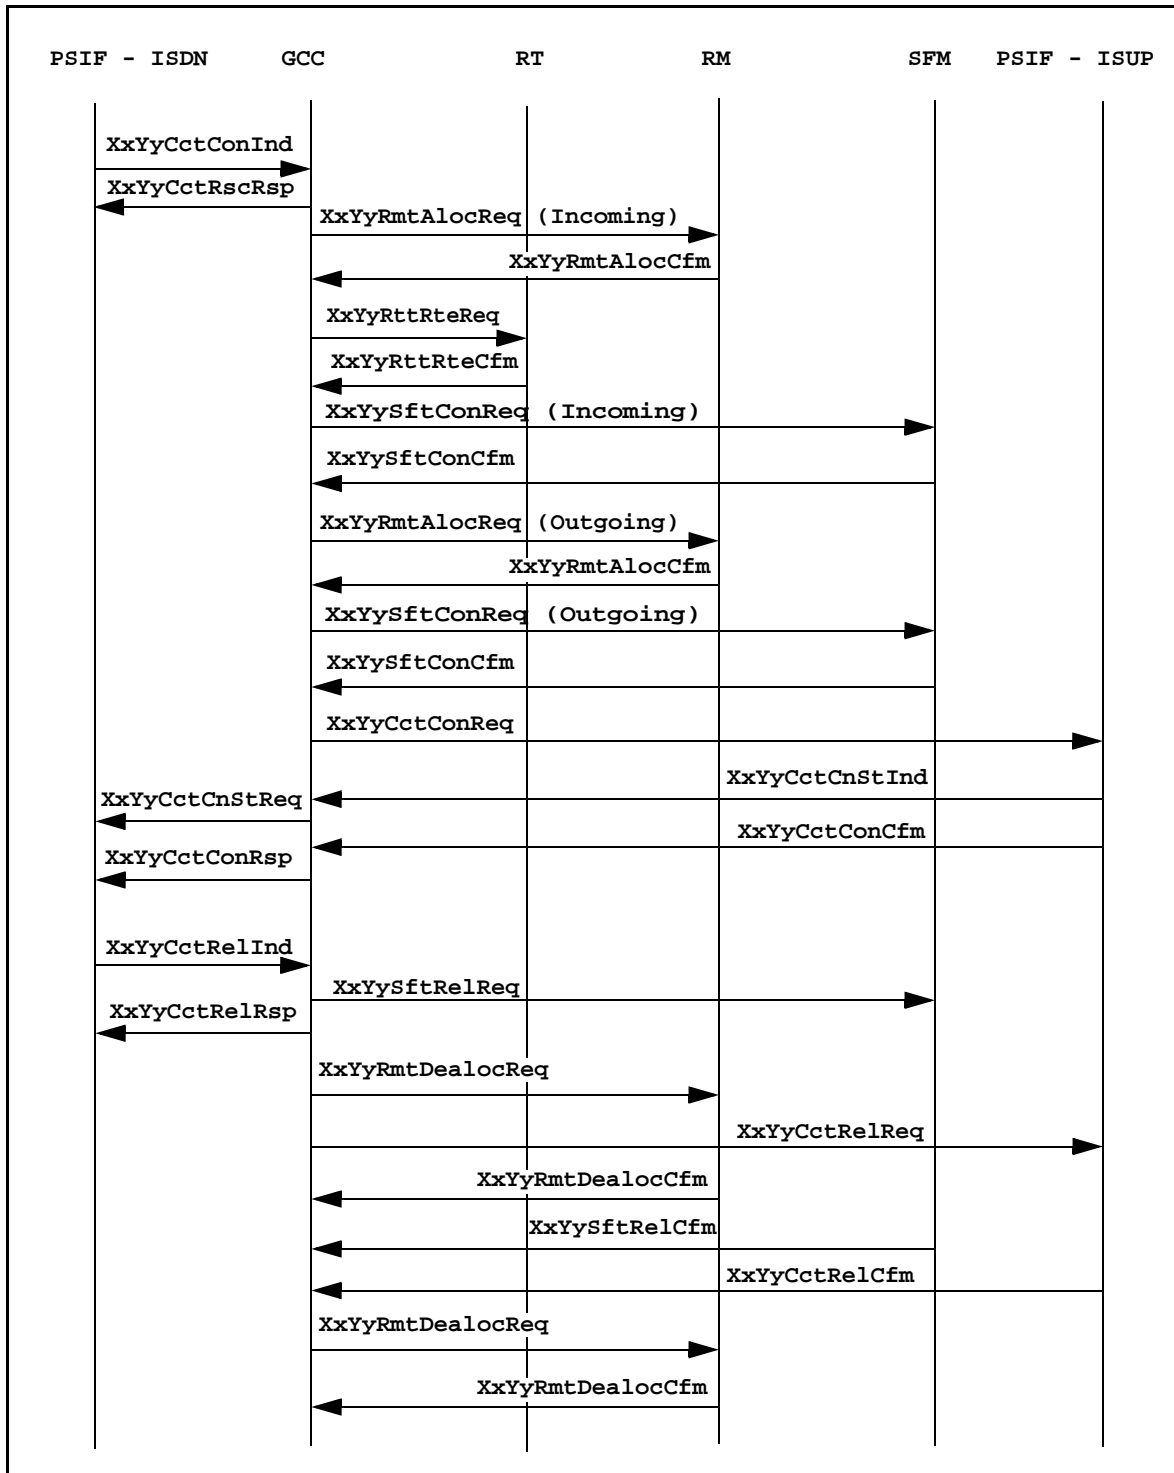 PSIF - ISDN GCC RT RM SFM PSIF - ISUP
XxYyCctConInd
XxYyCctRscRsp
XxYyRmtAlocReq (Incoming)
XxYyRmtAlocCfm
XxYyRttRteReq
XxYyRttRteCfm
XxYySftConReq (Incoming)
XxYySftConCfm
XxYyRmtAlocReq (Outgoing)
XxYyRmtAlocCfm
XxYySftConReq (Outgoing)
XxYySftConCfm
XxYyCctConReq
XxYyCctCnStInd
XxYyCctCnStReq
XxYyCctConCfm
XxYyCctConRsp
XxYyCctRelInd
XxYySftRelReq
XxYyCctRelRsp
XxYyRmtDealocReq
XxYyCctRelReq
XxYyRmtDealocCfm
XxYySftRelCfm
XxYyCctRelCfm
XxYyRmtDealocReq
XxYyRmtDealocCfm